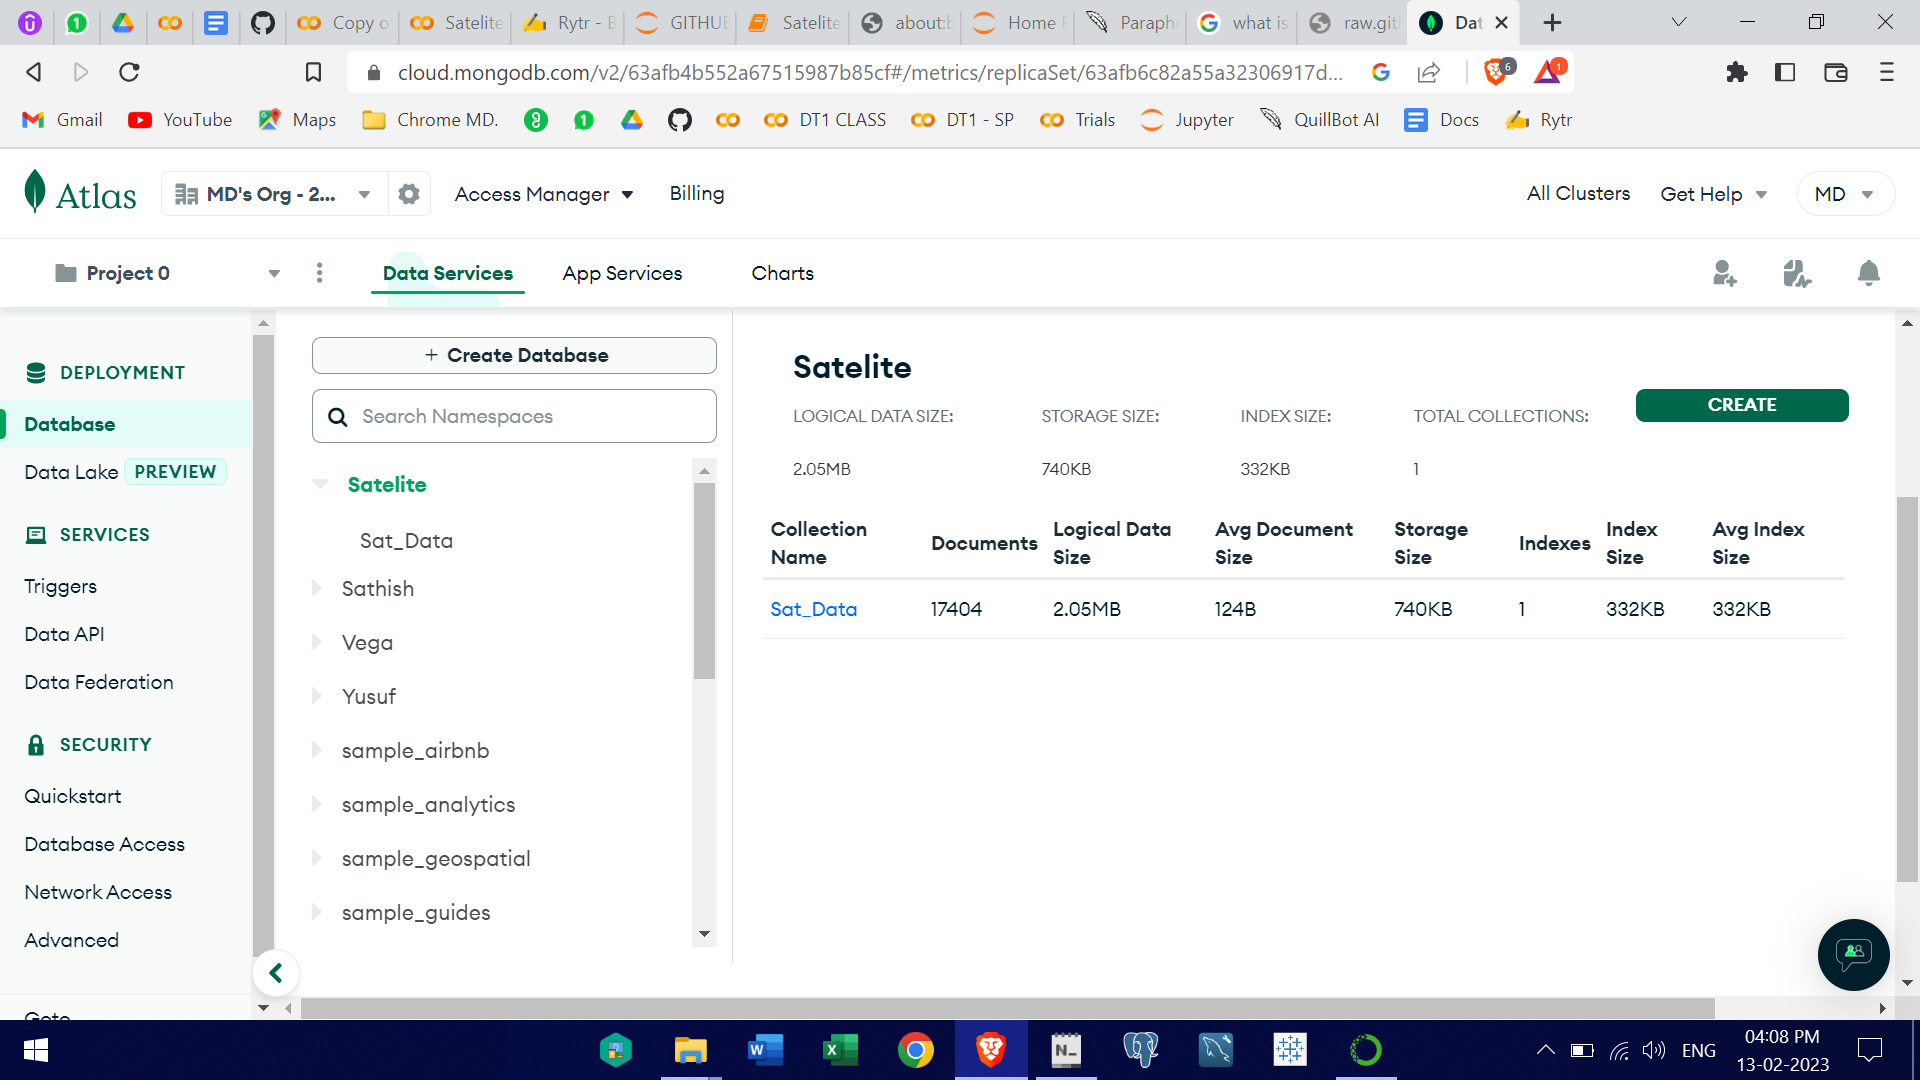 Copy o
Satelite
Rytr - B
GITHUB
Satelite
about:b
Home P
Paraph
what is
raw.git
Dat
cloud.mongodb.com/v2/63afb4b552a67515987b85cf#/metrics/replicaSet/63afb6c82a55a32306917d...
6
1
Gmail
YouTube
Maps
Chrome MD.
DT1 CLASS
DT1 - SP
Trials
Jupyter
QuillBot AI
Docs
Rytr
Atlas
MD's Org - 2...
Access Manager
Billing
All Clusters
Get Help
MD
Project 0
Data Services
App Services
Charts
DEPLOYMENT
Database
Data Lake PREVIEW
SERVICES
Triggers
Data API
Data Federation
SECURITY
Quickstart
Database Access
Network Access
Advanced
Goto
+ Create Database
Search Namespaces
Satelite
Sat_Data
Sathish
Vega
Yusuf
sample_airbnb
sample_analytics
sample_geospatial
sample_guides
Satelite
LOGICAL DATA SIZE: STORAGE SIZE: INDEX SIZE: TOTAL COLLECTIONS:
CREATE
2.05MB 740KB 332KB 1
Collection Name Documents Logical Data Size Avg Document Size Storage Size Indexes Index Size Avg Index Size
Sat_Data 17404 2.05MB 124B 740KB 1 332KB 332KB
ENG
04:08 PM
13-02-2023